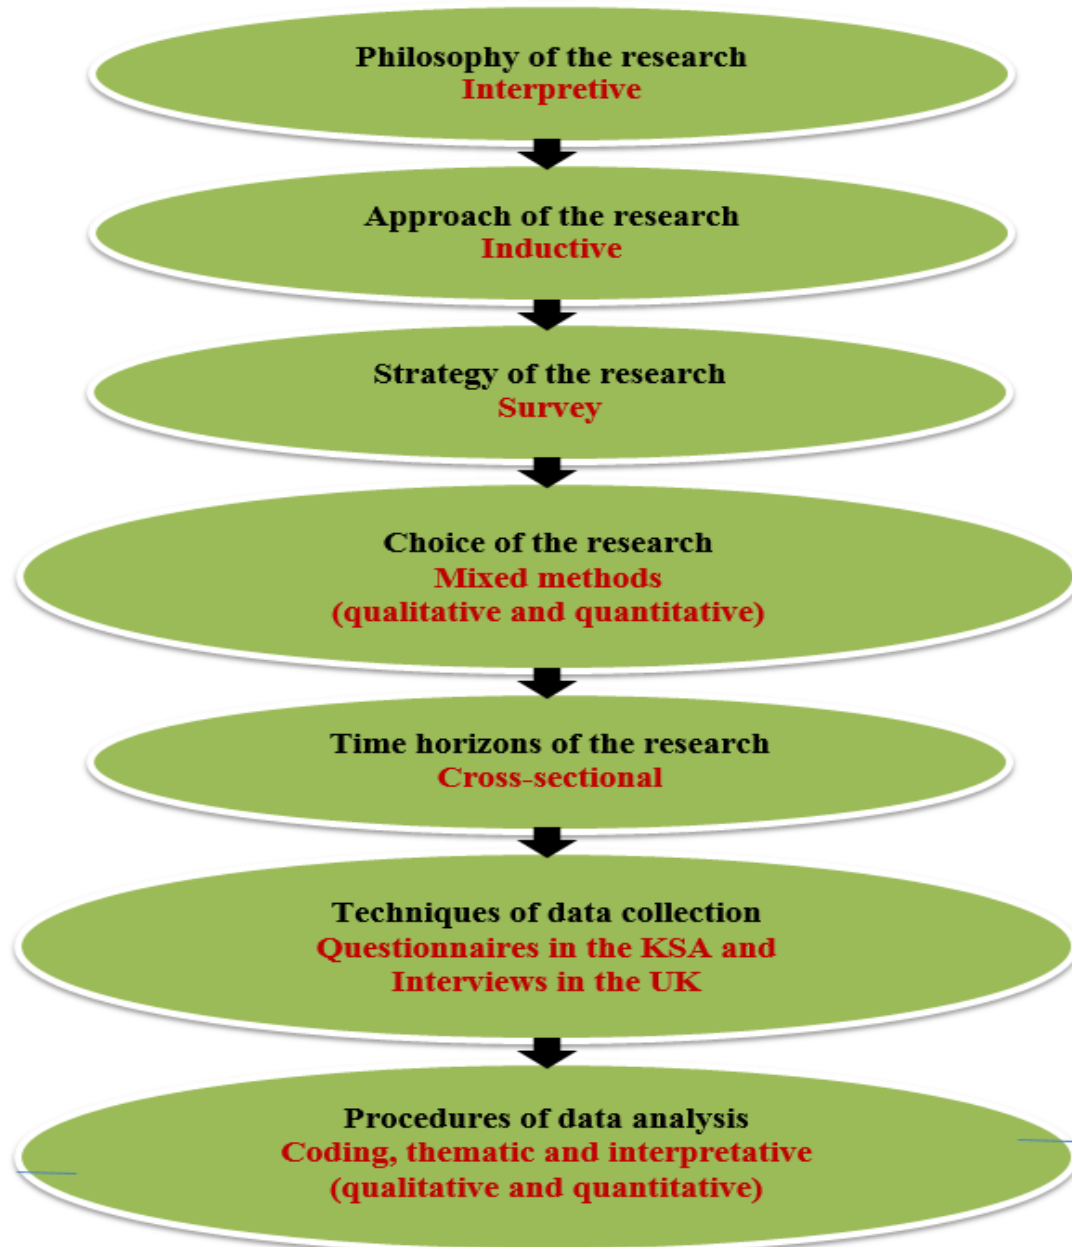 Philosophy of the research
Interpretive
Approach of the research
Inductive
Strategy of the research
Survey
Choice of the research
Mixed methods
(qualitative and quantitative)
Time horizons of the research
Cross-sectional
Techniques of data collection
Questionnaires in the KSA and
Interviews in the UK
Procedures of data analysis
Coding, thematic and interpretative
(qualitative and quantitative)